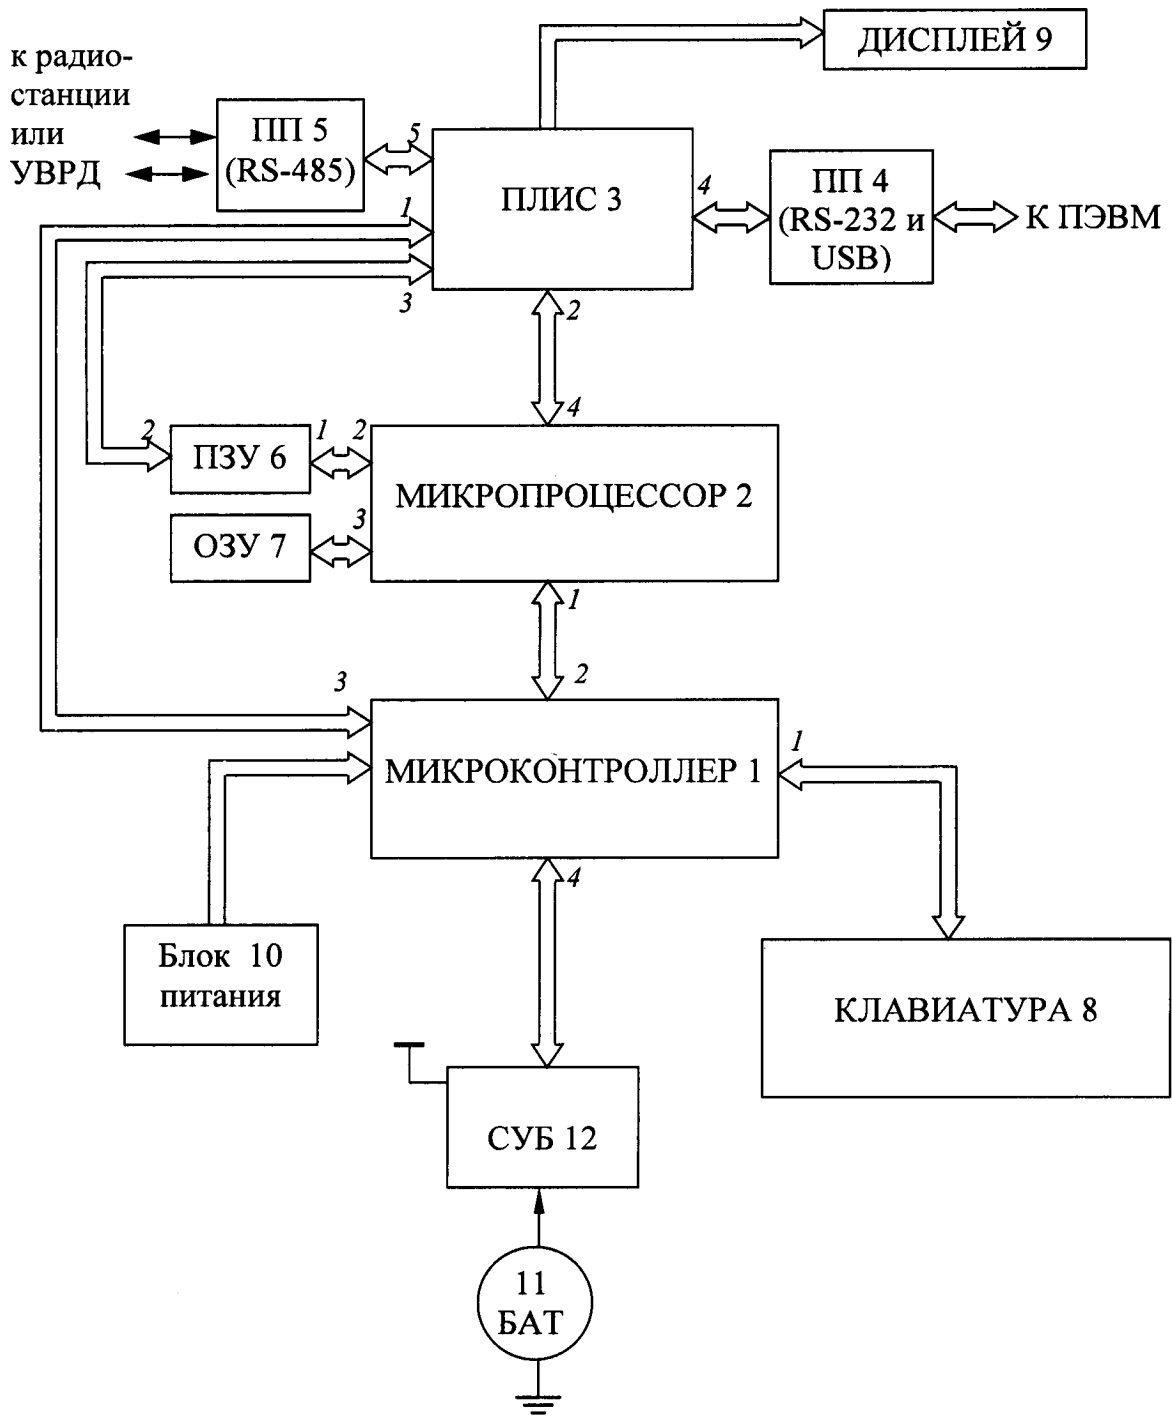 ДИСПЛЕЙ 9
к радио-
станции
или
УВРД
ПП 5
(RS-485)
5
ПЛИС 3
4
ПП 4
(RS-232 и
USB)
К ПЭВМ
1
3
2
4
2
ПЗУ 6
1
2
МИКРОПРОЦЕССОР 2
ОЗУ 7
3
1
2
3
МИКРОКОНТРОЛЛЕР 1
1
4
Блок 10
питания
КЛАВИАТУРА 8
СУБ 12
11
БАТ